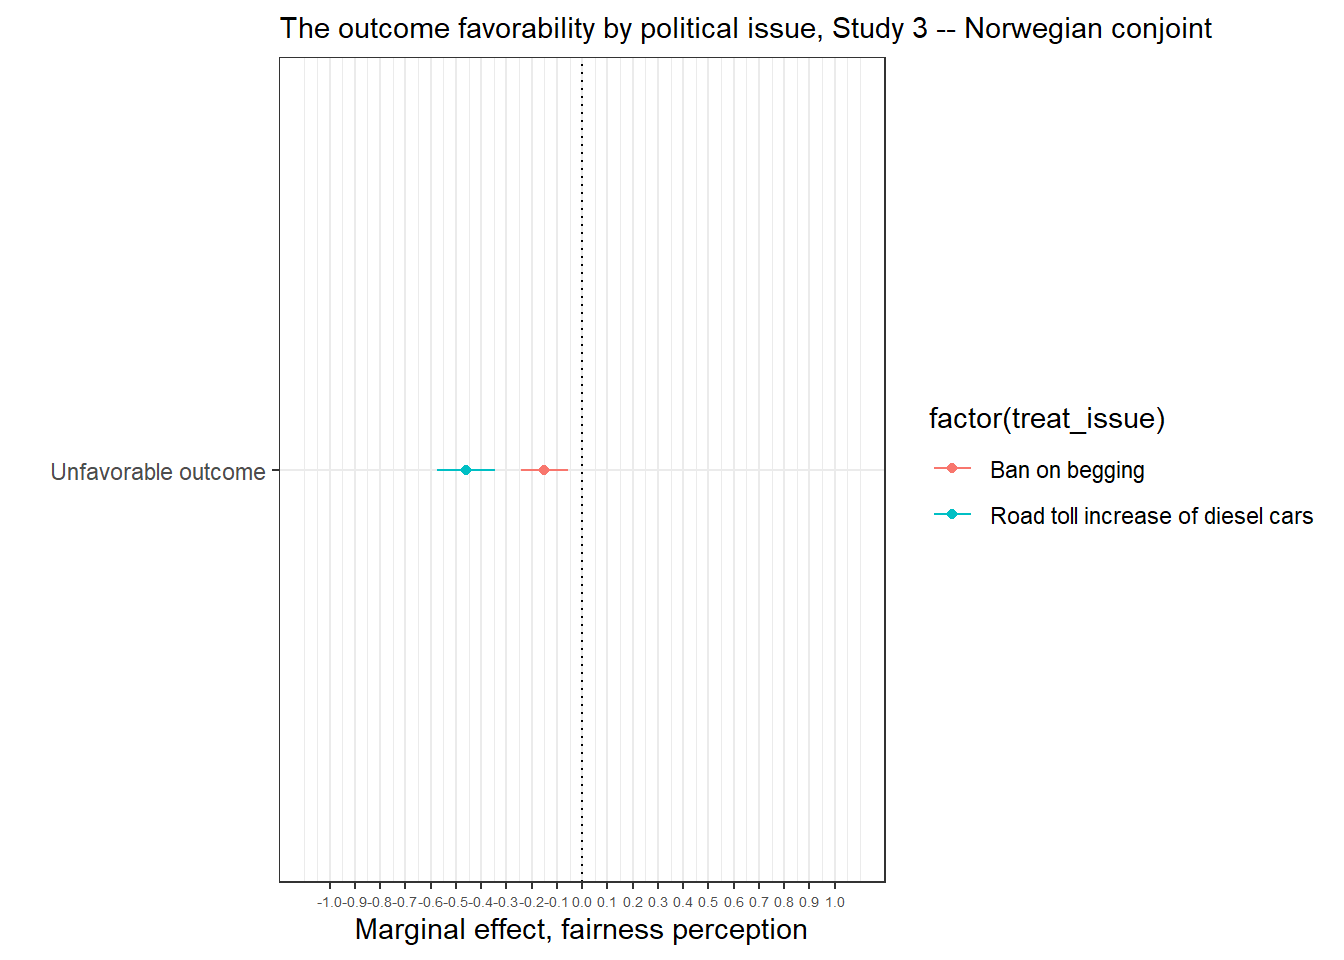 The outcome favorability by political issue, Study 3 -- Norwegian conjoint
Unfavorable outcome
factor(treat_issue)
Ban on begging
Road toll increase of diesel cars
-1.0 -0.9 -0.8 -0.7 -0.6 -0.5 -0.4 -0.3 -0.2 -0.1 0.0 0.1 0.2 0.3 0.4 0.5 0.6 0.7 0.8 0.9 1.0
Marginal effect, fairness perception